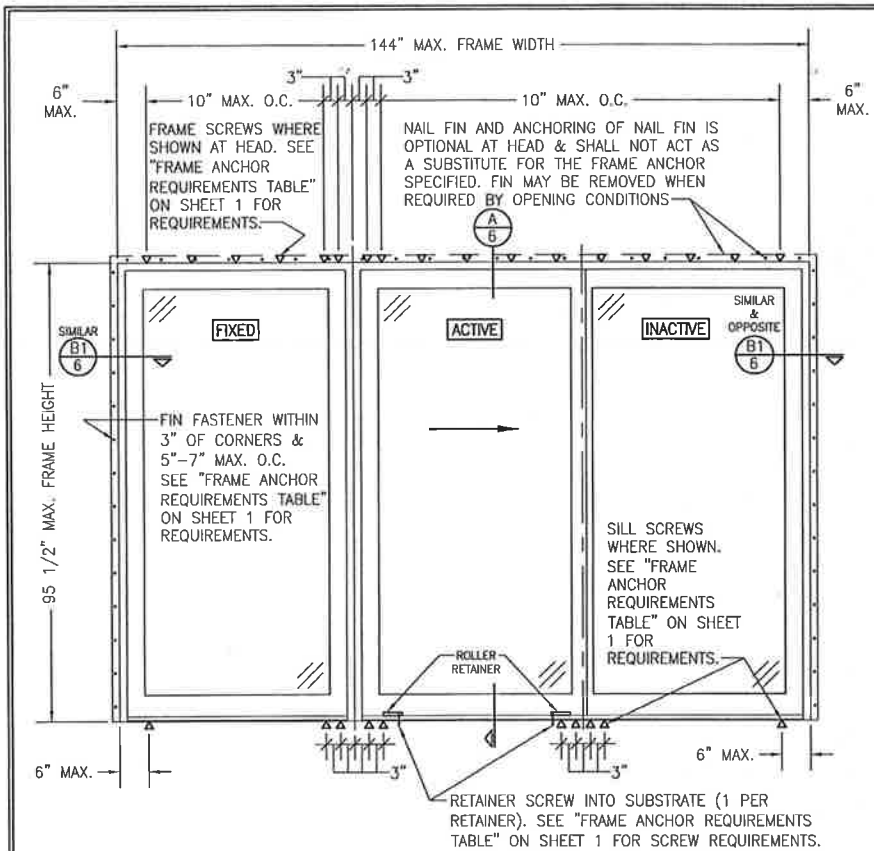 144" MAX. FRAME WIDTH
3"
3"
6"
MAX.
10" MAX. O.C.
10" MAX. O.C.
6"
MAX.
FRAME SCREWS WHERE
SHOWN AT HEAD. SEE
"FRAME ANCHOR
REQUIREMENTS TABLE"
ON SHEET 1 FOR
REQUIREMENTS.
NAIL FIN AND ANCHORING OF NAIL FIN IS
OPTIONAL AT HEAD & SHALL NOT ACT AS
A SUBSTITUTE FOR THE FRAME ANCHOR
SPECIFIED. FIN MAY BE REMOVED WHEN
REQUIRED BY OPENING CONDITIONS
A
6
SIMILAR
B1
6
FIXED
ACTIVE
INACTIVE
SIMILAR
&
OPPOSITE
B1
6
95 1/2" MAX. FRAME HEIGHT
FIN FASTENER WITHIN
3" OF CORNERS &
5"-7" MAX. O.C.
SEE "FRAME ANCHOR
REQUIREMENTS TABLE"
ON SHEET 1 FOR
REQUIREMENTS.
SILL SCREWS
WHERE SHOWN.
SEE "FRAME
ANCHOR
REQUIREMENTS
TABLE" ON SHEET
1 FOR
REQUIREMENTS.
ROLLER
RETAINER
6" MAX.
3"
3"
6" MAX.
RETAINER SCREW INTO SUBSTRATE (1 PER
RETAINER). SEE "FRAME ANCHOR REQUIREMENTS
TABLE" ON SHEET 1 FOR SCREW REQUIREMENTS.